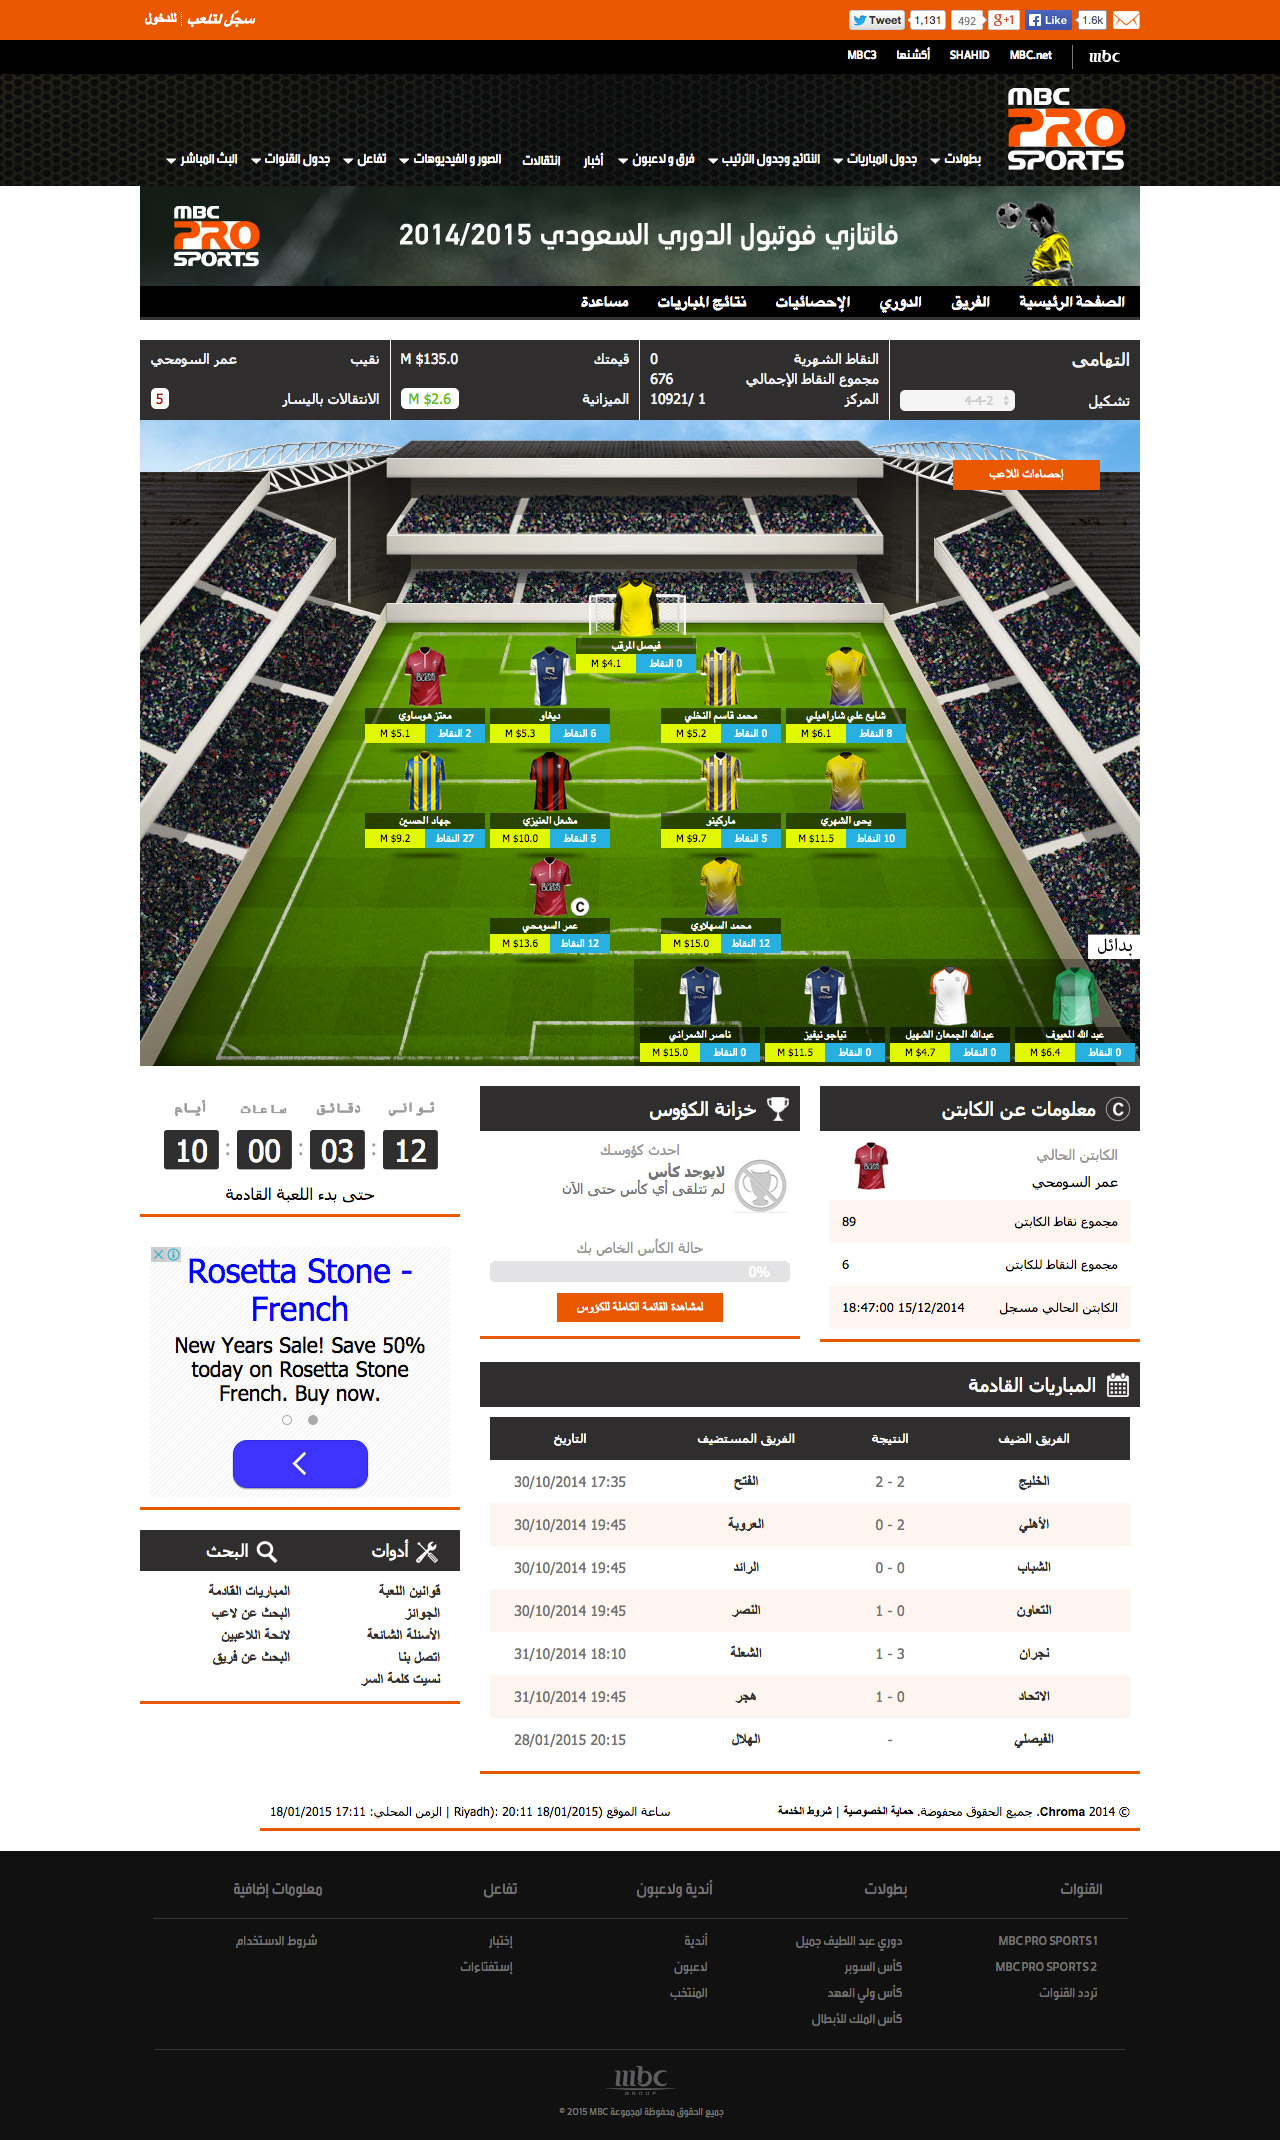 سجّل لتلعب | للدخول
Tweet 1,131 492 g+1 Like 1.6k
mbc MBC.net SHAHID أكشنها MBC3
MBC PRO SPORTS
بطولات جدول المباريات النتائج وجدول الترتيب فرق و لاعبون أخبار انتقالات الصور و الفيديوهات تفاعل جدول القنوات البث المباشر
فانتازي فوتبول الدوري السعودي 2014/2015
MBC PRO SPORTS
الصفحة الرئيسية الفريق الدوري الإحصائيات نتائج المباريات مساعدة
التهامى
تشكيل 4-4-2
النقاط الشهرية 0
مجموع النقاط الإجمالي 676
المركز 10921/ 1
قيمتك M $135.0
الميزانية M $2.6
نقيب عمر السومحي
الانتقالات باليسار 5
إحصاءات اللاعب
فيصل المرقب
0 النقاط M $4.1
شايع علي شراهيلي
8 النقاط M $6.1
محمد قاسم النخلي
0 النقاط M $5.2
ديغاو
6 النقاط M $5.3
معتز هوساوي
2 النقاط M $5.1
يحى الشهري
10 النقاط M $11.5
ماركينو
5 النقاط M $9.7
مشعل العنيزي
5 النقاط M $10.0
جهاد الحسين
27 النقاط M $9.2
C
محمد السهلاوي
12 النقاط M $15.0
عمر السومحي
12 النقاط M $13.6
بدائل
عبد الله المعيوف
0 النقاط M $6.4
عبدالله الجمعان الشهيل
0 النقاط M $4.7
تياجو نيفيز
0 النقاط M $11.5
ناصر الشمراني
0 النقاط M $15.0
معلومات عن الكابتن
الكابتن الحالي
عمر السومحي
مجموع نقاط الكابتن 89
مجموع النقاط للكابتن 6
الكابتن الحالي مسجل 18:47:00 15/12/2014
خزانة الكؤوس
احدث كؤوسك
لايوجد كأس
لم تتلقى أي كأس حتى الآن
حالة الكأس الخاص بك
0%
لمشاهدة القائمة الكاملة للكؤوس
ثواني دقائق ساعات أيام
10 : 00 : 03 : 12
حتى بدء اللعبة القادمة
Rosetta Stone -
French
New Years Sale! Save 50%
today on Rosetta Stone
French. Buy now.
المباريات القادمة
الفريق الضيف النتيجة الفريق المستضيف التاريخ
الخليج 2 - 2 الفتح 30/10/2014 17:35
الأهلي 0 - 2 العروبة 30/10/2014 19:45
الشباب 0 - 0 الرائد 30/10/2014 19:45
التعاون 1 - 0 النصر 30/10/2014 19:45
نجران 1 - 3 الشعلة 31/10/2014 18:10
الاتحاد 1 - 0 هجر 31/10/2014 19:45
الفيصلي - الهلال 28/01/2015 20:15
أدوات
قوانين اللعبة
الجوائز
الأسئلة الشائعة
اتصل بنا
نسيت كلمة السر
البحث
المباريات القادمة
البحث عن لاعب
لائحة اللاعبين
البحث عن فريق
© 2014 Chroma. جميع الحقوق محفوضة. حماية الخصوصية | شروط الخدمة
ساعة الموقع (Riyadh): 20:11 18/01/2015 | الزمن المحلي: 17:11 18/01/2015
القنوات
MBC PRO SPORTS 1
MBC PRO SPORTS 2
تردد القنوات
بطولات
دوري عبد اللطيف جميل
كأس السوبر
كأس ولي العهد
كأس الملك للأبطال
أندية ولاعبون
أندية
لاعبون
المنتخب
تفاعل
إختبار
إستفتاءات
معلومات إضافية
شروط الاستخدام
mbc
GROUP
جميع الحقوق محفوظة لمجموعة MBC 2015 ©